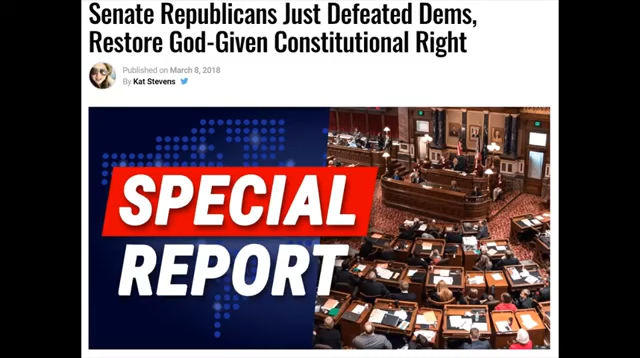 Senate Republicans Just Defeated Dems,
Restore God-Given Constitutional Right
Published on March 8, 2018
By Kat Stevens
SPECIAL
REPORT